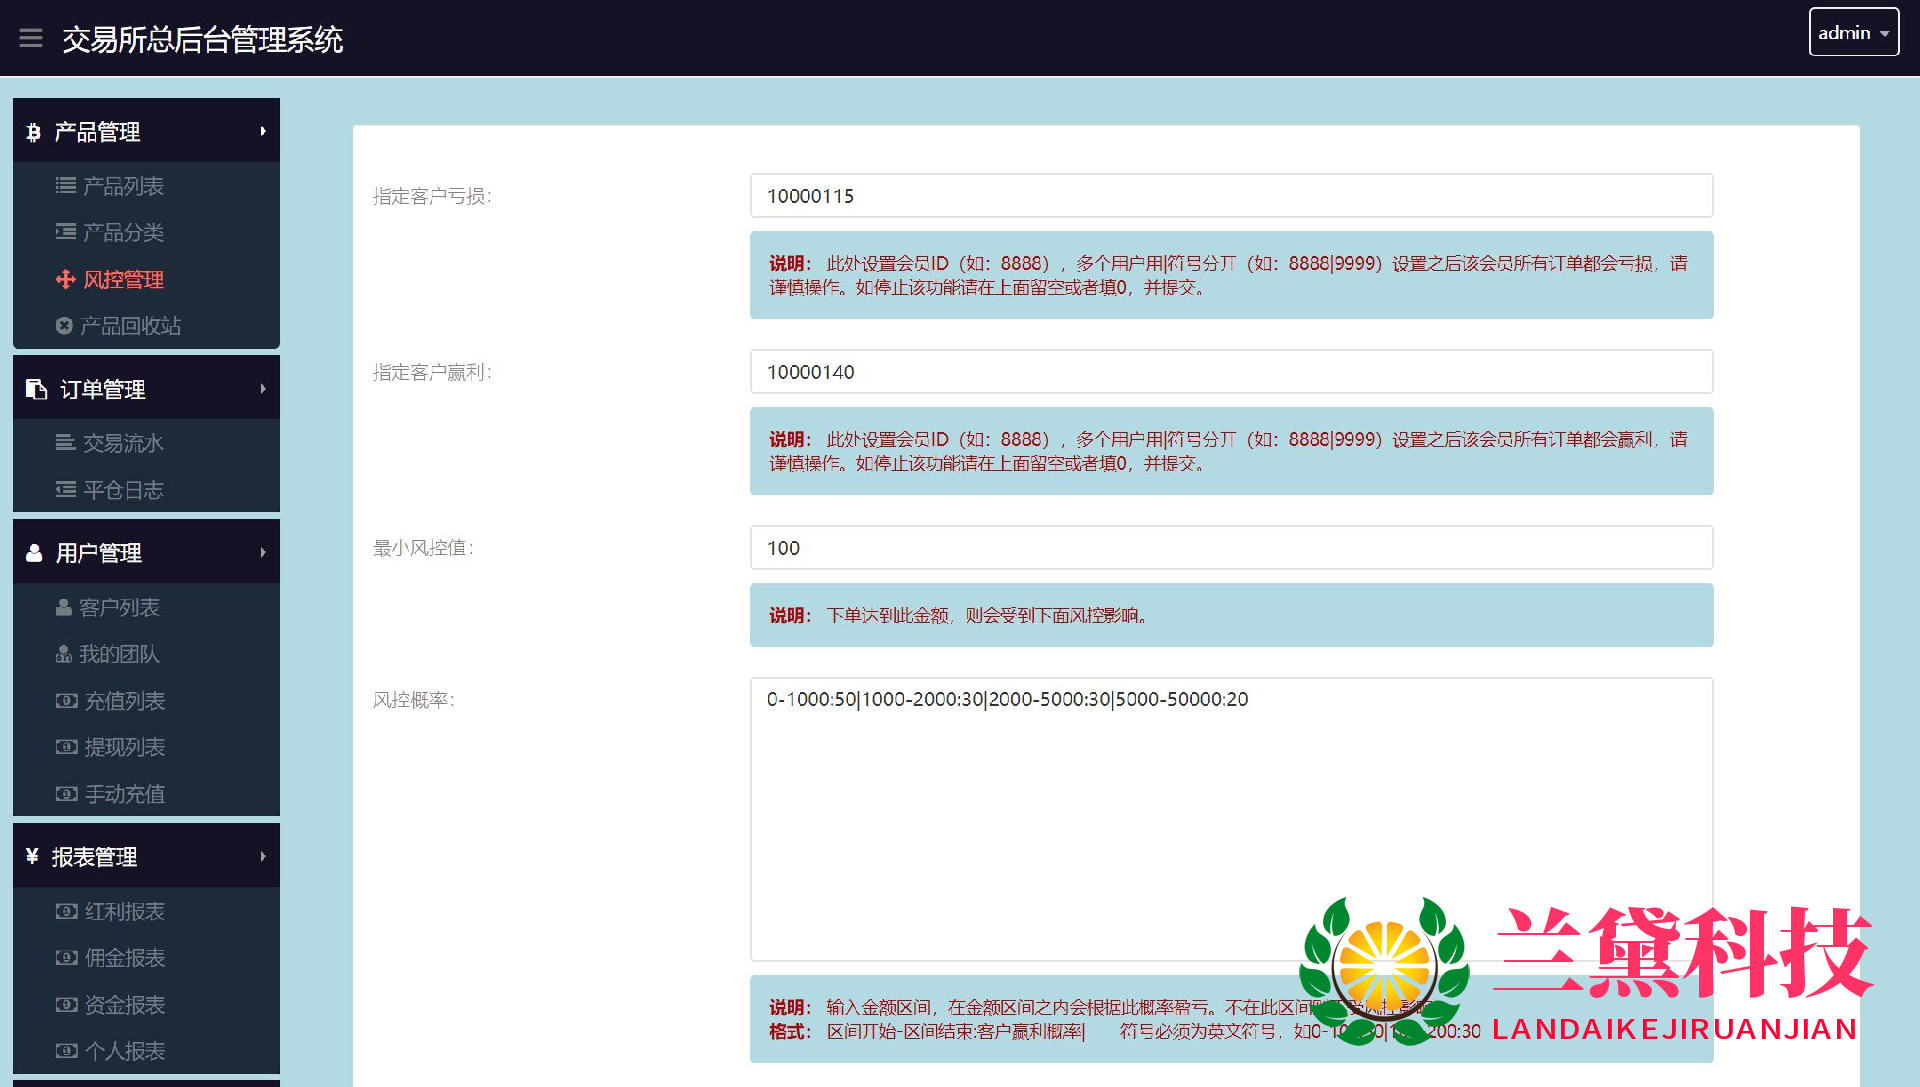 交易所总后台管理系统
admin
产品管理
产品列表
产品分类
风控管理
产品回收站
订单管理
交易流水
平仓日志
用户管理
客户列表
我的团队
充值列表
提现列表
手动充值
报表管理
红利报表
佣金报表
资金报表
个人报表
指定客户亏损：
10000115
说明： 此处设置会员ID（如：8888），多个用户用|符号分开（如：8888|9999）设置之后该会员所有订单都会亏损，请
谨慎操作。如停止该功能请在上面留空或者填0，并提交。
指定客户赢利：
10000140
说明： 此处设置会员ID（如：8888），多个用户用|符号分开（如：8888|9999）设置之后该会员所有订单都会赢利，请
谨慎操作。如停止该功能请在上面留空或者填0，并提交。
最小风控值：
100
说明： 下单达到此金额，则会受到下面风控影响。
风控概率：
0-1000:50|1000-2000:30|2000-5000:30|5000-50000:20
说明： 输入金额区间，在金额区间之内会根据此概率盈亏。不在此区间
格式： 区间开始-区间结束:客户赢利概率| 符号必须为英文符号，如0-10 200:30
兰黛科技
LANDAIKEJIRUANJIAN